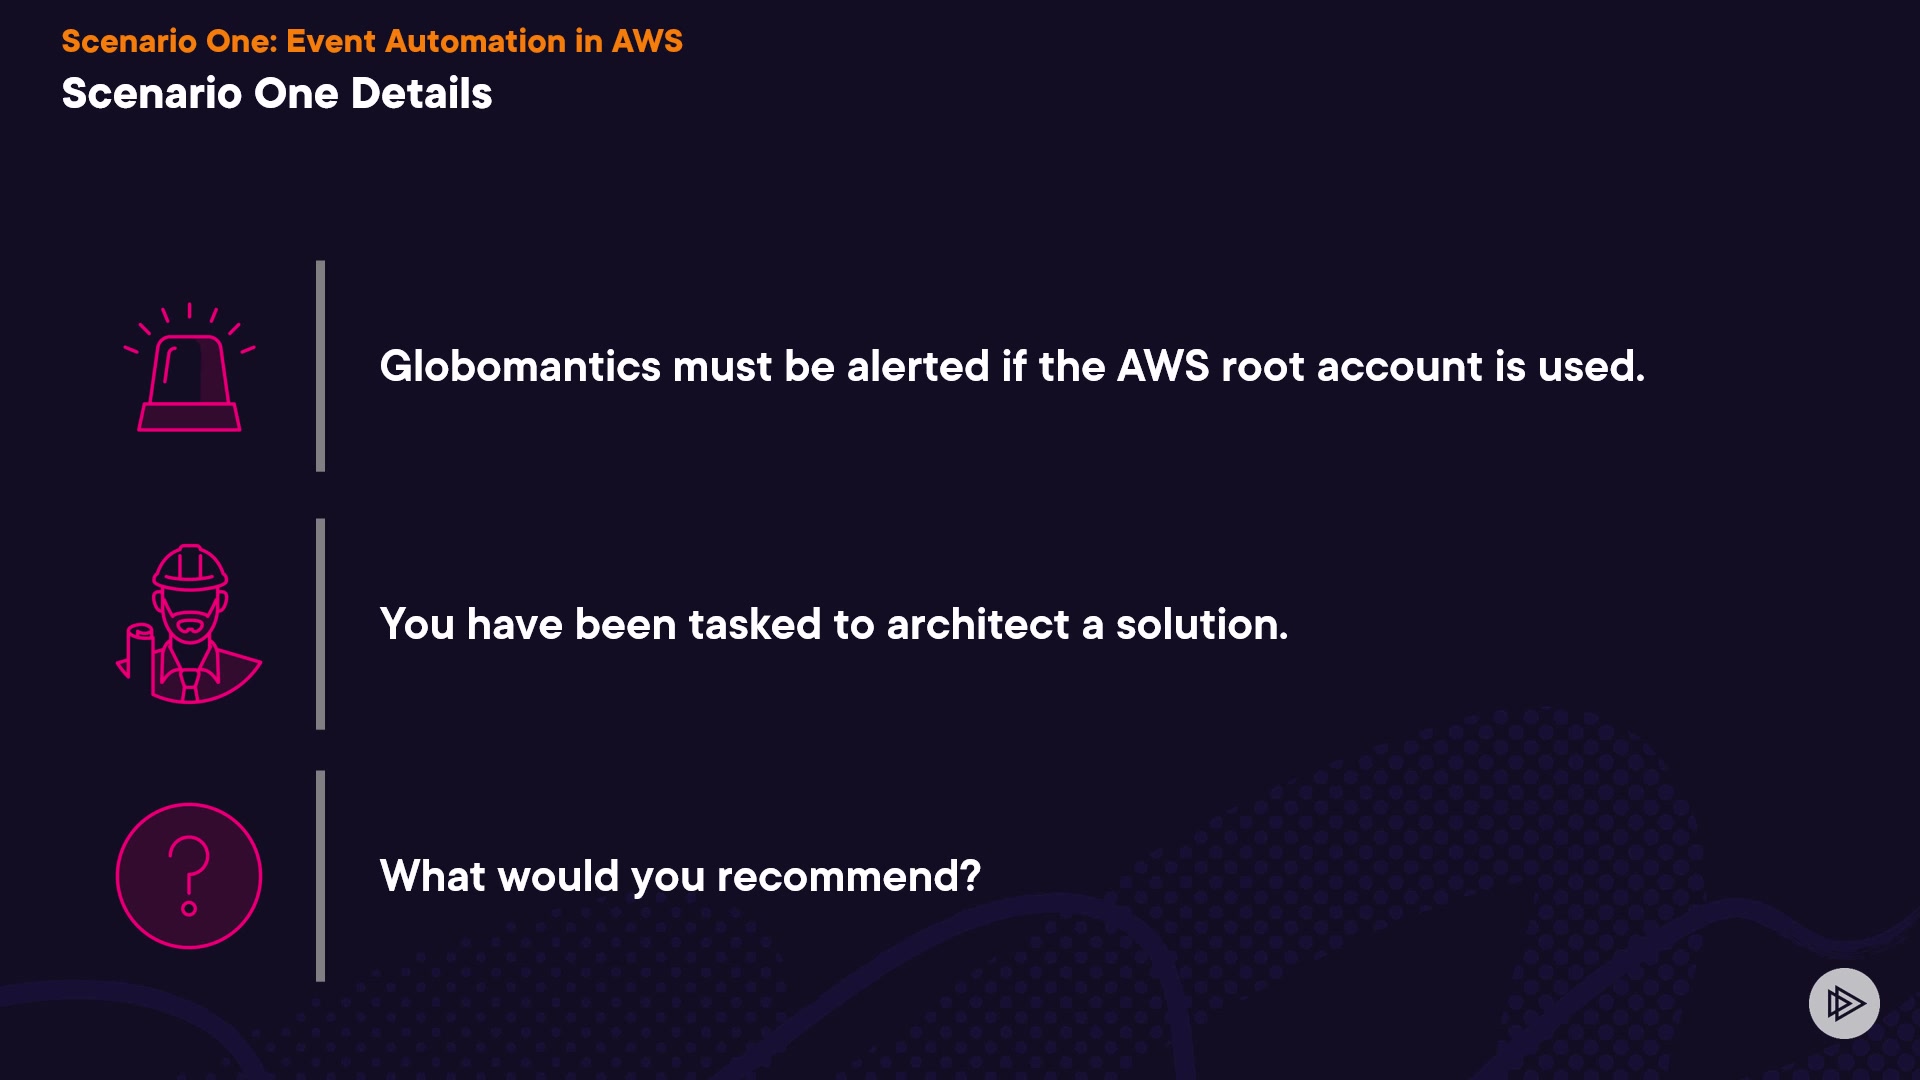 Scenario One: Event Automation in AWS
Scenario One Details
Globomantics must be alerted if the AWS root account is used.
You have been tasked to architect a solution.
What would you recommend?